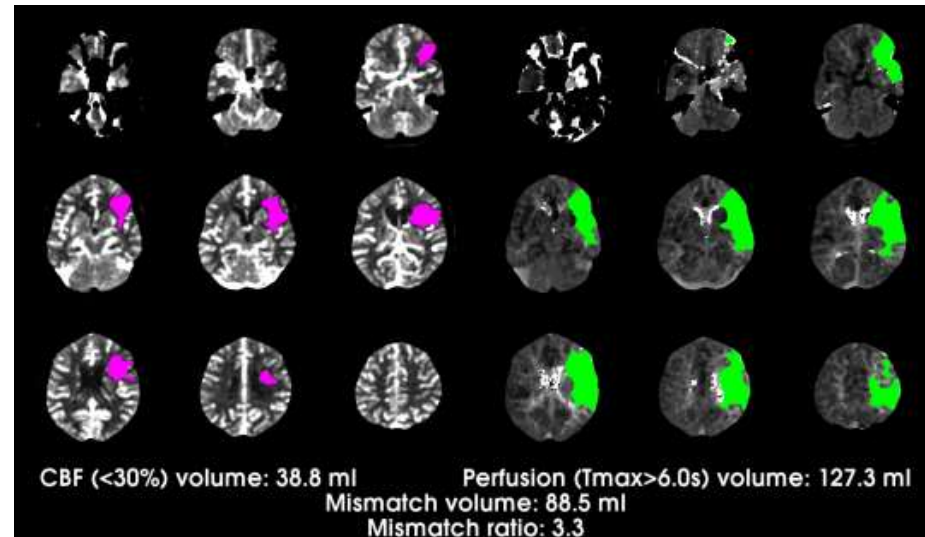 CBF (<30%) volume: 38.8 ml Perfusion (Tmax>6.0s) volume: 127.3 ml
Mismatch volume: 88.5 ml
Mismatch ratio: 3.3